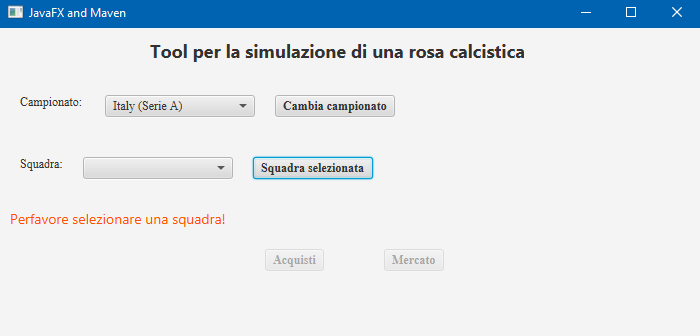 JavaFX and Maven
Tool per la simulazione di una rosa calcistica
Campionato: Italy (Serie A) Cambia campionato
Squadra: Squadra selezionata
Perfavore selezionare una squadra!
Acquisti Mercato